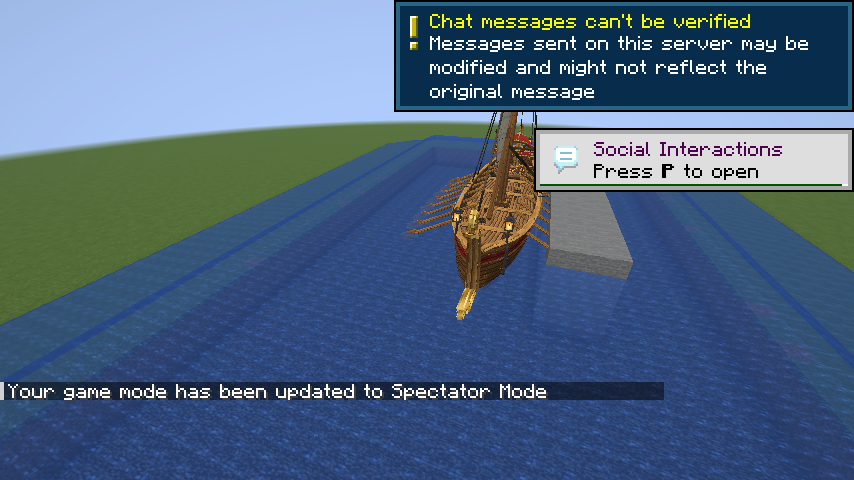 Chat messages can't be verified
Messages sent on this server may be
modified and might not reflect the
original message
Social Interactions
Press P to open
Your game mode has been updated to Spectator Mode